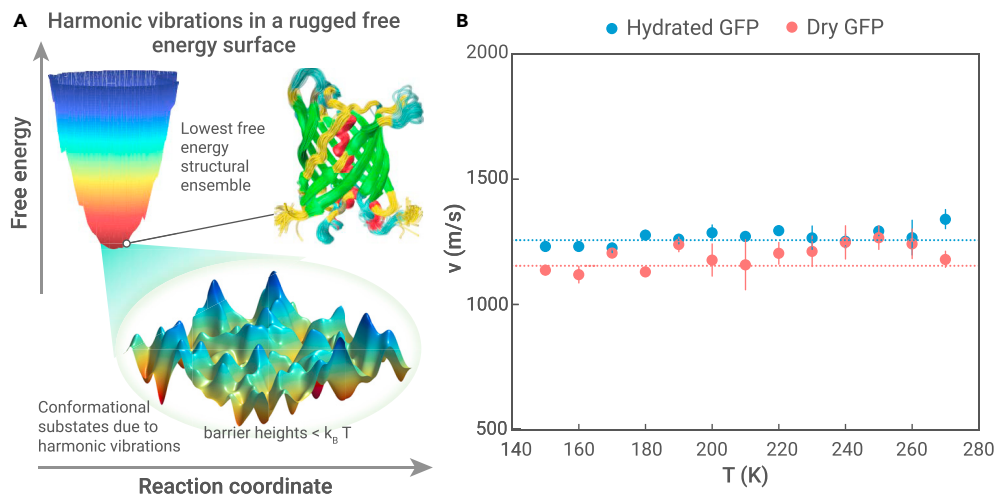 A
Harmonic vibrations in a rugged free
energy surface
Free energy
Lowest free
energy
structural
ensemble
Conformational
substates due to
harmonic vibrations
barrier heights < kB T
Reaction coordinate
B
Hydrated GFP
Dry GFP
2000
1500
1000
500
v (m/s)
140 160 180 200 220 240 260 280
T (K)